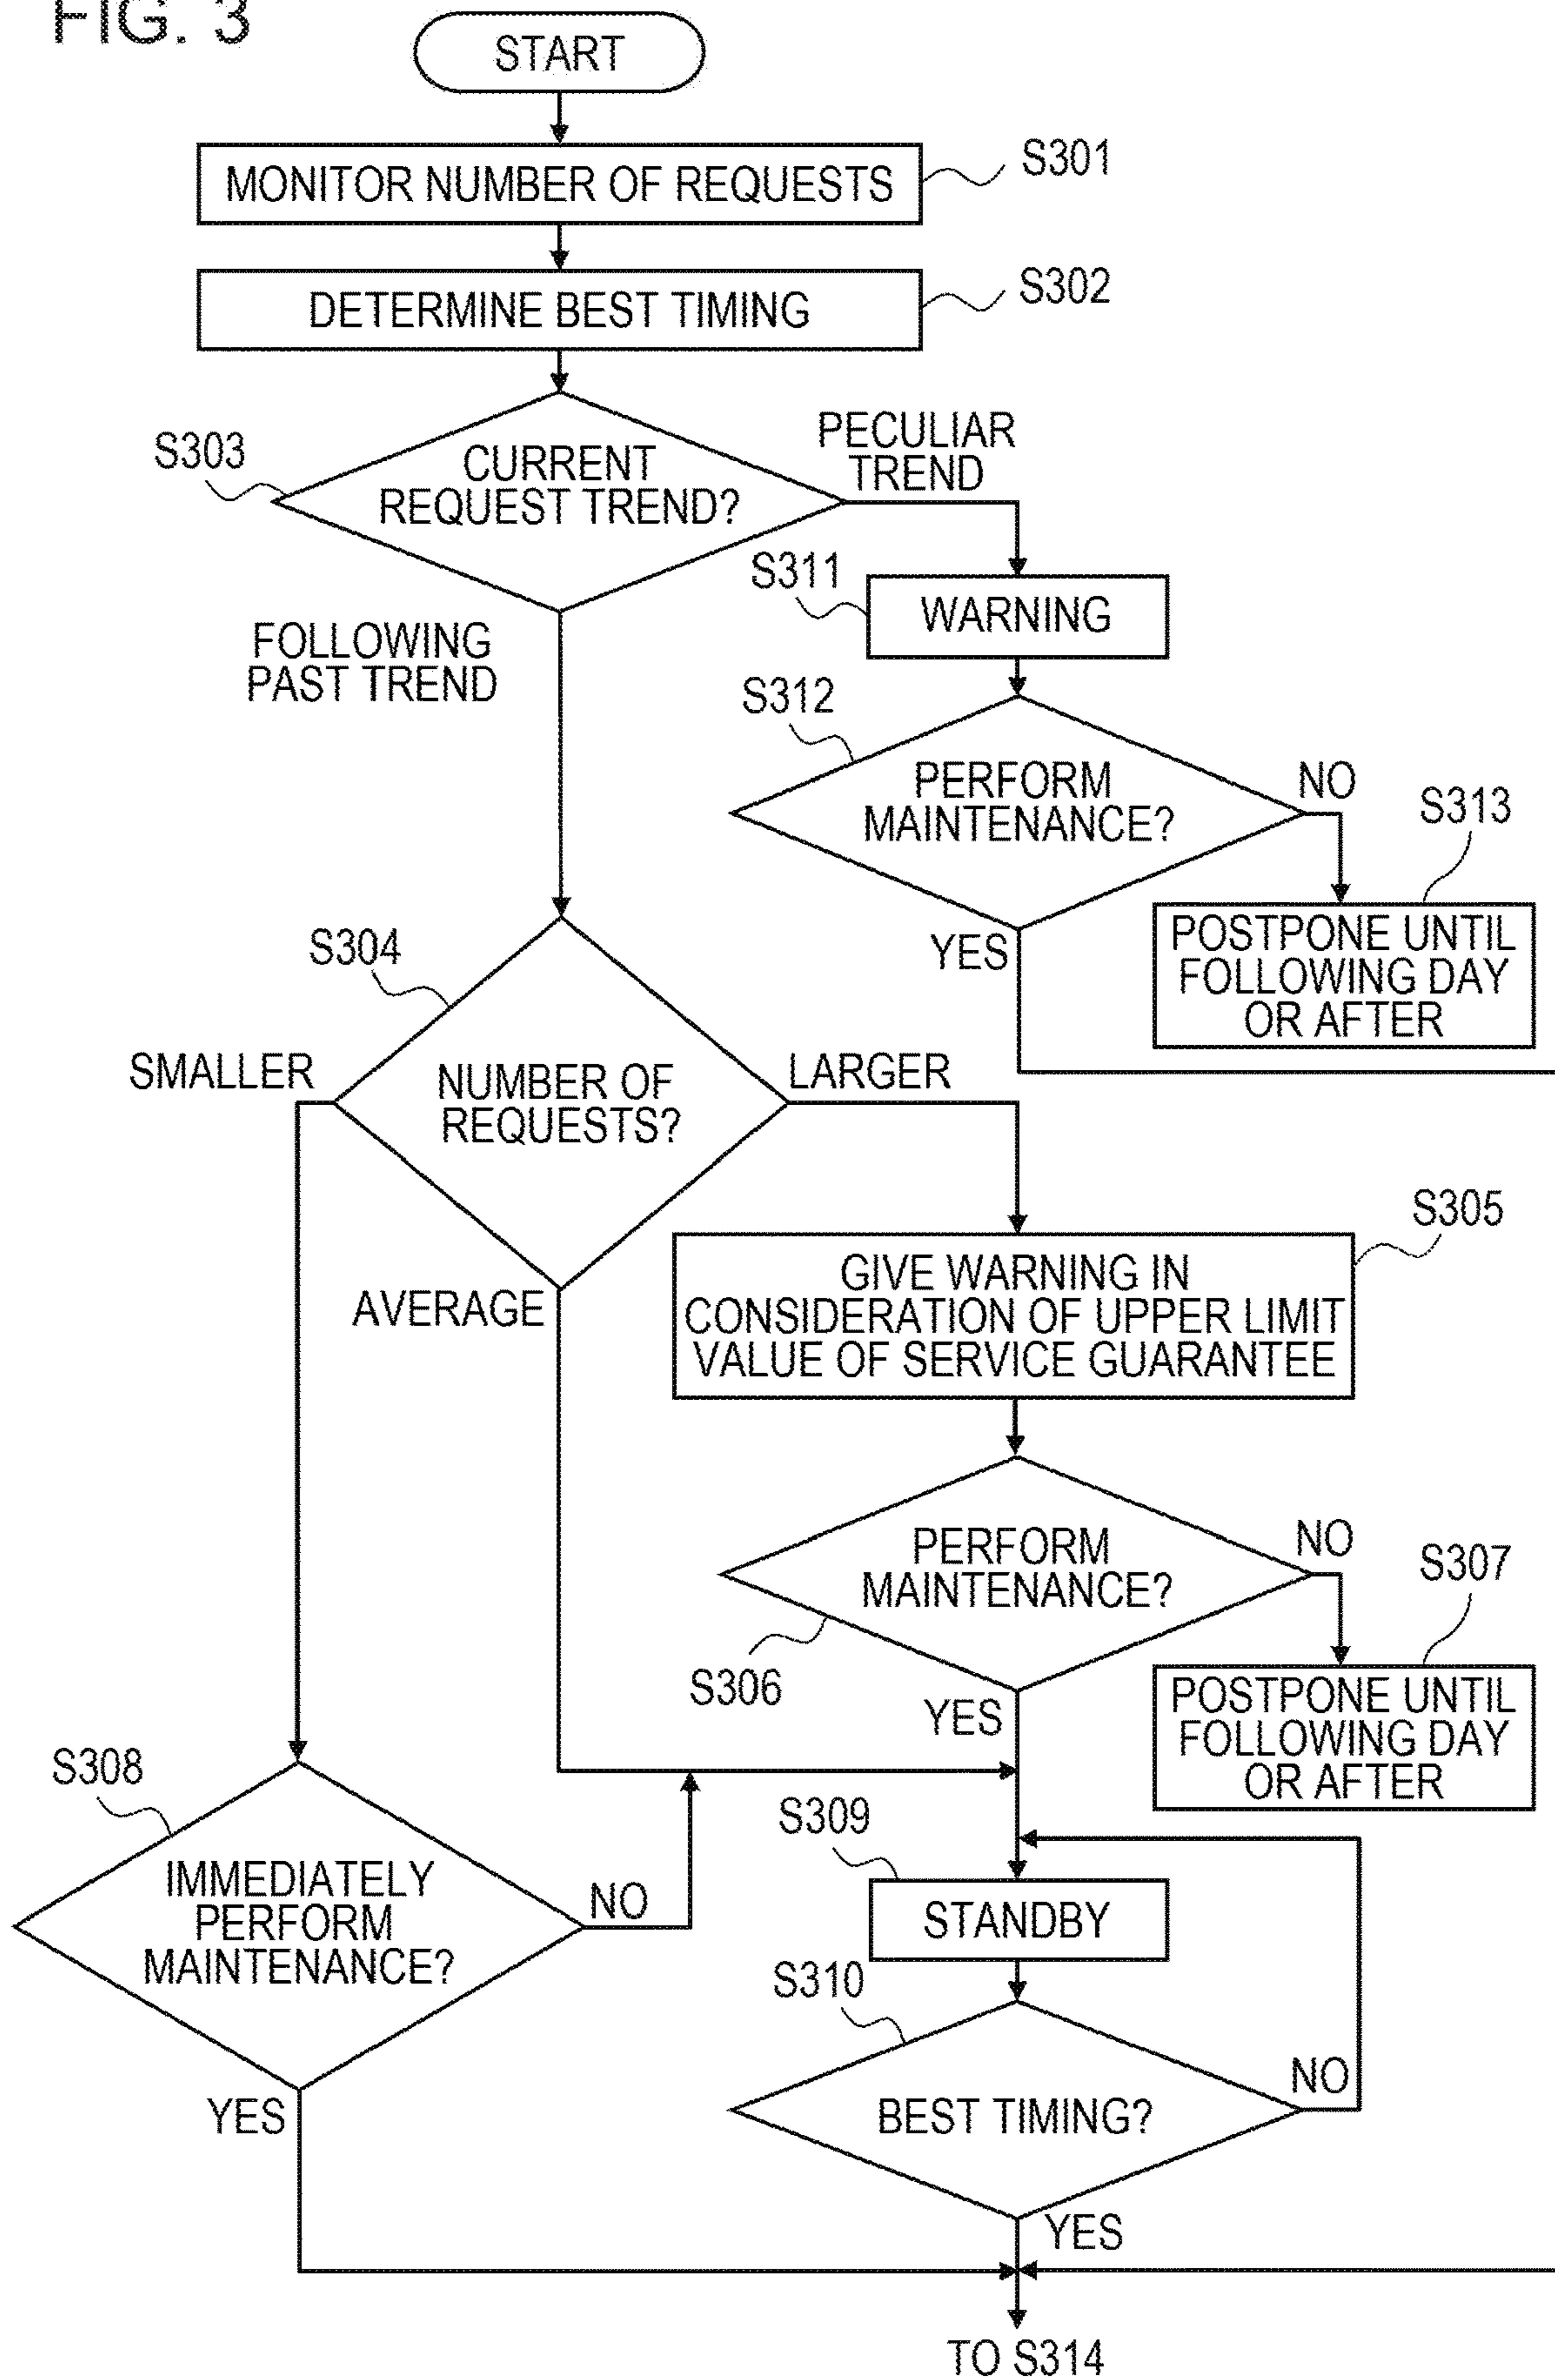 FIG. 3
START
MONITOR NUMBER OF REQUESTS
S301
DETERMINE BEST TIMING
S302
S303
CURRENT
REQUEST TREND?
PECULIAR
TREND
S311
WARNING
FOLLOWING
PAST TREND
S312
PERFORM
MAINTENANCE?
NO
S313
YES
POSTPONE UNTIL
FOLLOWING DAY
OR AFTER
S304
SMALLER
NUMBER OF
REQUESTS?
LARGER
AVERAGE
S305
GIVE WARNING IN
CONSIDERATION OF UPPER LIMIT
VALUE OF SERVICE GUARANTEE
PERFORM
MAINTENANCE?
NO
S307
S306
YES
POSTPONE UNTIL
FOLLOWING DAY
OR AFTER
S308
IMMEDIATELY
PERFORM
MAINTENANCE?
NO
S309
STANDBY
S310
BEST TIMING?
NO
YES
YES
TO S314